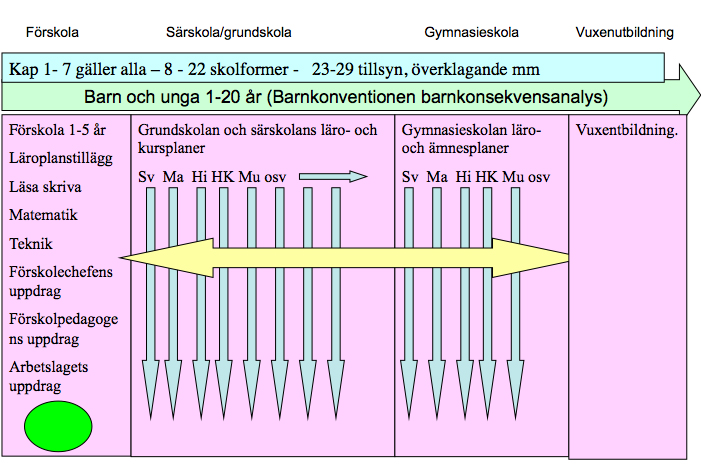 Förskola
Särskola/grundskola
Gymnasieskola
Vuxenutbildning
Kap 1- 7 gäller alla – 8 - 22 skolformer - 23-29 tillsyn, överklagande mm
Barn och unga 1-20 år (Barnkonventionen barnkonsekvensanalys)
Förskola 1-5 år
Läroplanstillägg
Läsa skriva
Matematik
Teknik
Förskolechefens
uppdrag
Förskolpedagoge
ns uppdrag
Arbetslagets
uppdrag
Grundskolan och särskolans läro- och
kursplaner
Sv Ma Hi HK Mu osv
Gymnasieskolan läro-
och ämnesplaner
Sv Ma Hi HK Mu osv
Vuxentbildning.